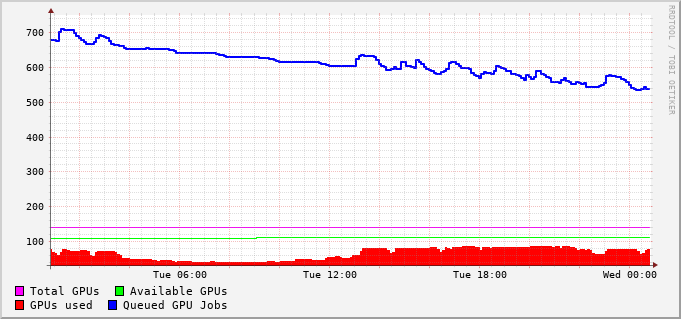 700
600
500
400
300
200
100
Tue 06:00 Tue 12:00 Tue 18:00 Wed 00:00
Total GPUs Available GPUs
GPUs used Queued GPU Jobs
RRDTOOL / TOBI OETIKER